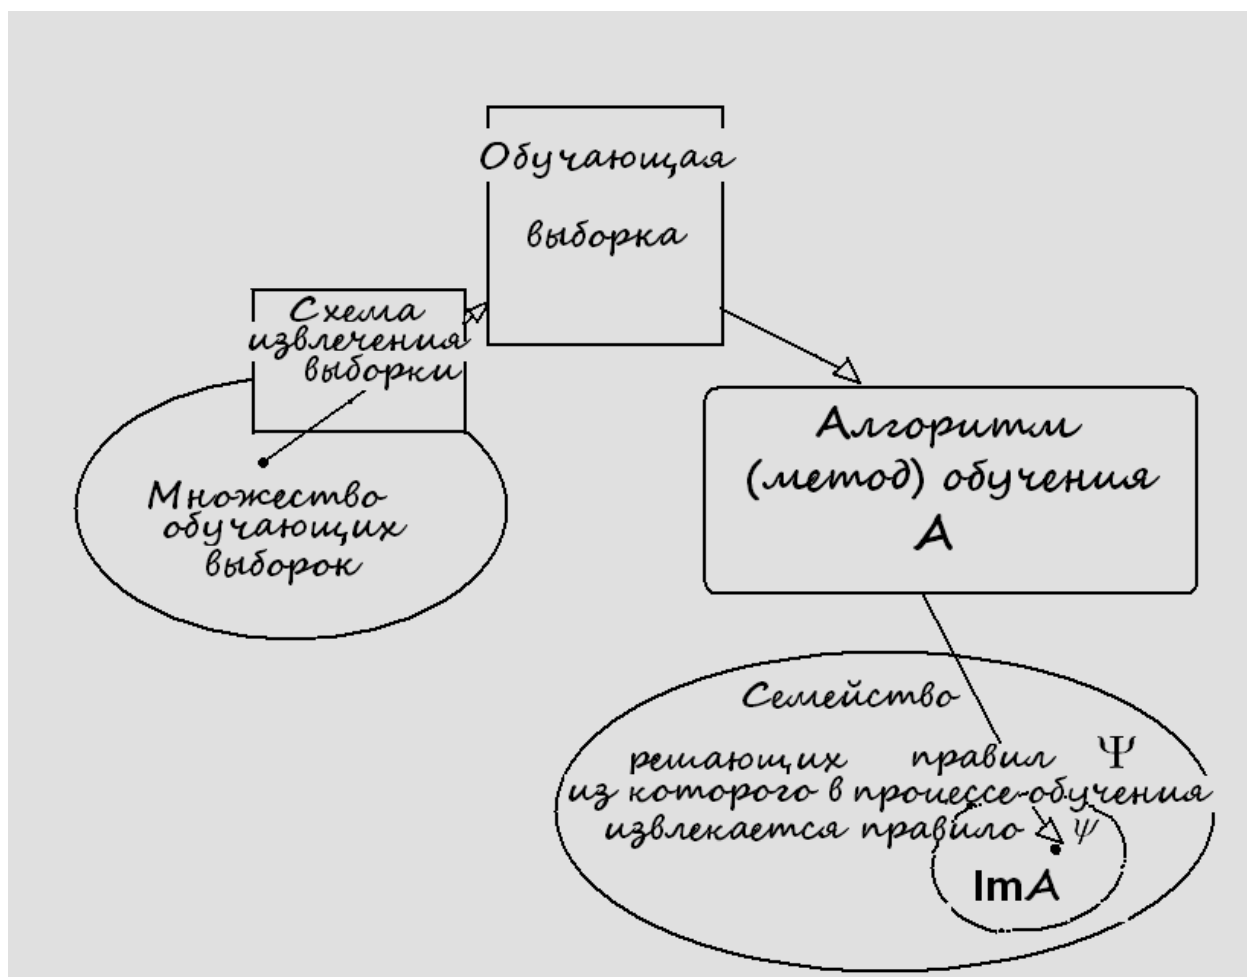 Обучающая
выборка
Схема
извлечения
выборки
Множество
обучающих
выборок
Алгоритм
(метод) обучения
A
Семейство
решающих правил Ψ
из которого в процессе обучения
извлекается правило ψ
ImA